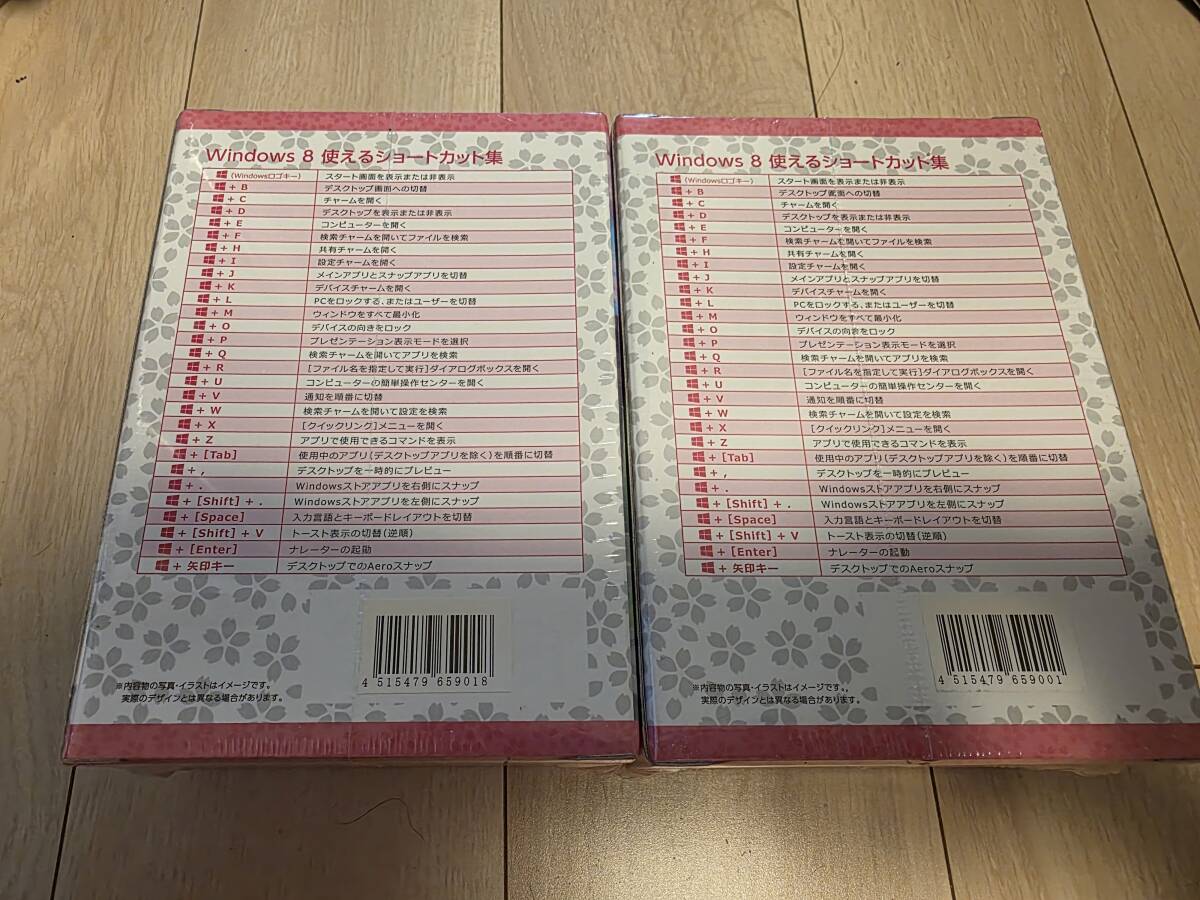 Windows 8 使えるショートカット集
(Windowsロゴキー) スタート画面を表示または非表示
+ B デスクトップ画面への切替
+ C チャームを開く
+ D デスクトップを表示または非表示
+ E コンピューターを開く
+ F 検索チャームを開いてファイルを検索
+ H 共有チャームを開く
+ I 設定チャームを開く
+ J メインアプリとスナップアプリを切替
+ K デバイスチャームを開く
+ L PCをロックする、またはユーザーを切替
+ M ウィンドウをすべて最小化
+ O デバイスの向きをロック
+ P プレゼンテーション表示モードを選択
+ Q 検索チャームを開いてアプリを検索
+ R [ファイル名を指定して実行]ダイアログボックスを開く
+ U コンピューターの簡単操作センターを開く
+ V 通知を順番に切替
+ W 検索チャームを開いて設定を検索
+ X [クイックリンク]メニューを開く
+ Z アプリで使用できるコマンドを表示
+ [Tab] 使用中のアプリ(デスクトップアプリを除く)を順番に切替
+ , デスクトップを一時的にプレビュー
+ . Windowsストアアプリを右側にスナップ
+ [Shift] + . Windowsストアアプリを左側にスナップ
+ [Space] 入力言語とキーボードレイアウトを切替
+ [Shift] + V トースト表示の切替(逆順)
+ [Enter] ナレーターの起動
+ 矢印キー デスクトップでのAeroスナップ
4 515479 659018
※内容物の写真・イラストはイメージです。
実際のデザインとは異なる場合があります。
Windows 8 使えるショートカット集
(Windowsロゴキー) スタート画面を表示または非表示
+ B デスクトップ画面への切替
+ C チャームを開く
+ D デスクトップを表示または非表示
+ E コンピューターを開く
+ F 検索チャームを開いてファイルを検索
+ H 共有チャームを開く
+ I 設定チャームを開く
+ J メインアプリとスナップアプリを切替
+ K デバイスチャームを開く
+ L PCをロックする、またはユーザーを切替
+ M ウィンドウをすべて最小化
+ O デバイスの向きをロック
+ P プレゼンテーション表示モードを選択
+ Q 検索チャームを開いてアプリを検索
+ R [ファイル名を指定して実行]ダイアログボックスを開く
+ U コンピューターの簡単操作センターを開く
+ V 通知を順番に切替
+ W 検索チャームを開いて設定を検索
+ X [クイックリンク]メニューを開く
+ Z アプリで使用できるコマンドを表示
+ [Tab] 使用中のアプリ(デスクトップアプリを除く)を順番に切替
+ , デスクトップを一時的にプレビュー
+ . Windowsストアアプリを右側にスナップ
+ [Shift] + . Windowsストアアプリを左側にスナップ
+ [Space] 入力言語とキーボードレイアウトを切替
+ [Shift] + V トースト表示の切替(逆順)
+ [Enter] ナレーターの起動
+ 矢印キー デスクトップでのAeroスナップ
4 515479 659001
※内容物の写真・イラストはイメージです。
実際のデザインとは異なる場合があります。